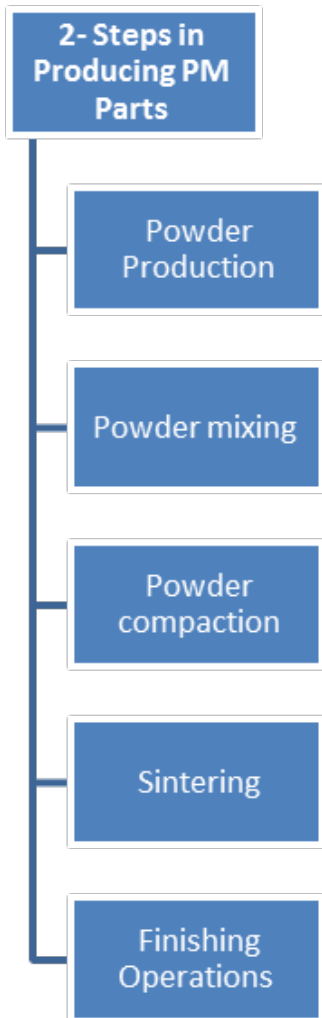 2- Steps in
Producing PM
Parts
Powder
Production
Powder mixing
Powder
compaction
Sintering
Finishing
Operations